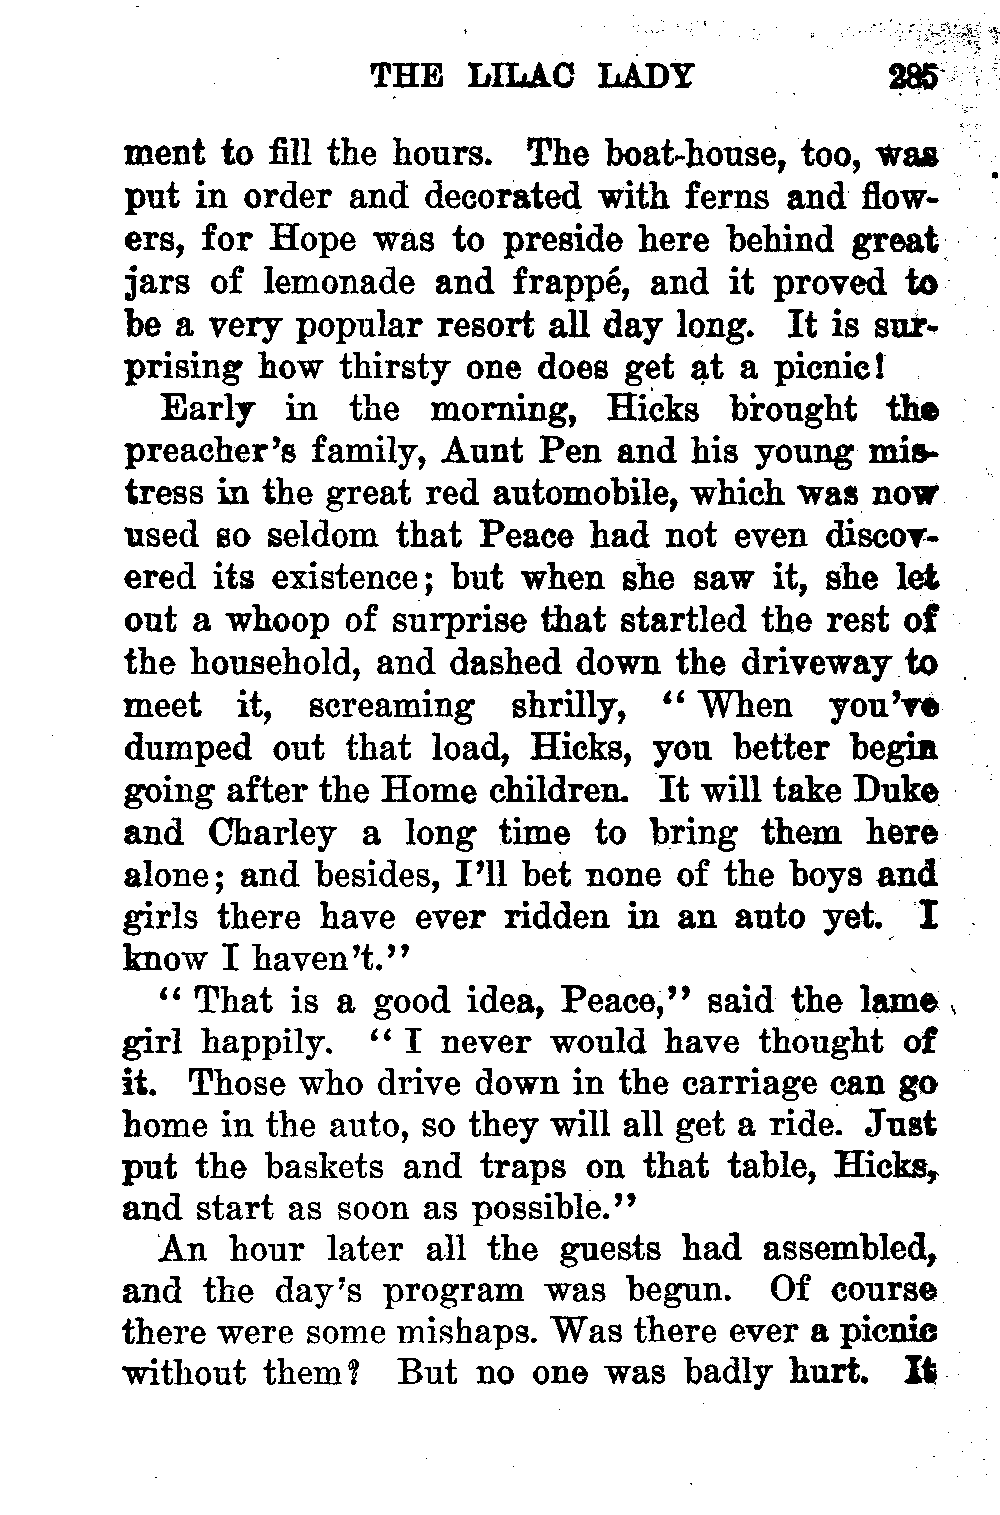 THE LILAC LADY 285
ment to fill the hours. The boat-house, too, was
put in order and decorated with ferns and flow-
ers, for Hope was to preside here behind great
jars of lemonade and frappé, and it proved to
be a very popular resort all day long. It is sur-
prising how thirsty one does get at a picnic!
Early in the morning, Hicks brought the
preacher's family, Aunt Pen and his young mis-
tress in the great red automobile, which was now
used so seldom that Peace had not even discov-
ered its existence; but when she saw it, she let
out a whoop of surprise that startled the rest of
the household, and dashed down the driveway to
meet it, screaming shrilly, “When you've
dumped out that load, Hicks, you better begin
going after the Home children. It will take Duke
and Charley a long time to bring them here
alone; and besides, I'll bet none of the boys and
girls there have ever ridden in an auto yet. I
know I haven't.”
“That is a good idea, Peace,” said the lame
girl happily. “I never would have thought of
it. Those who drive down in the carriage can go
home in the auto, so they will all get a ride. Just
put the baskets and traps on that table, Hicks,
and start as soon as possible.”
An hour later all the guests had assembled,
and the day's program was begun. Of course
there were some mishaps. Was there ever a picnic
without them? But no one was badly hurt. It